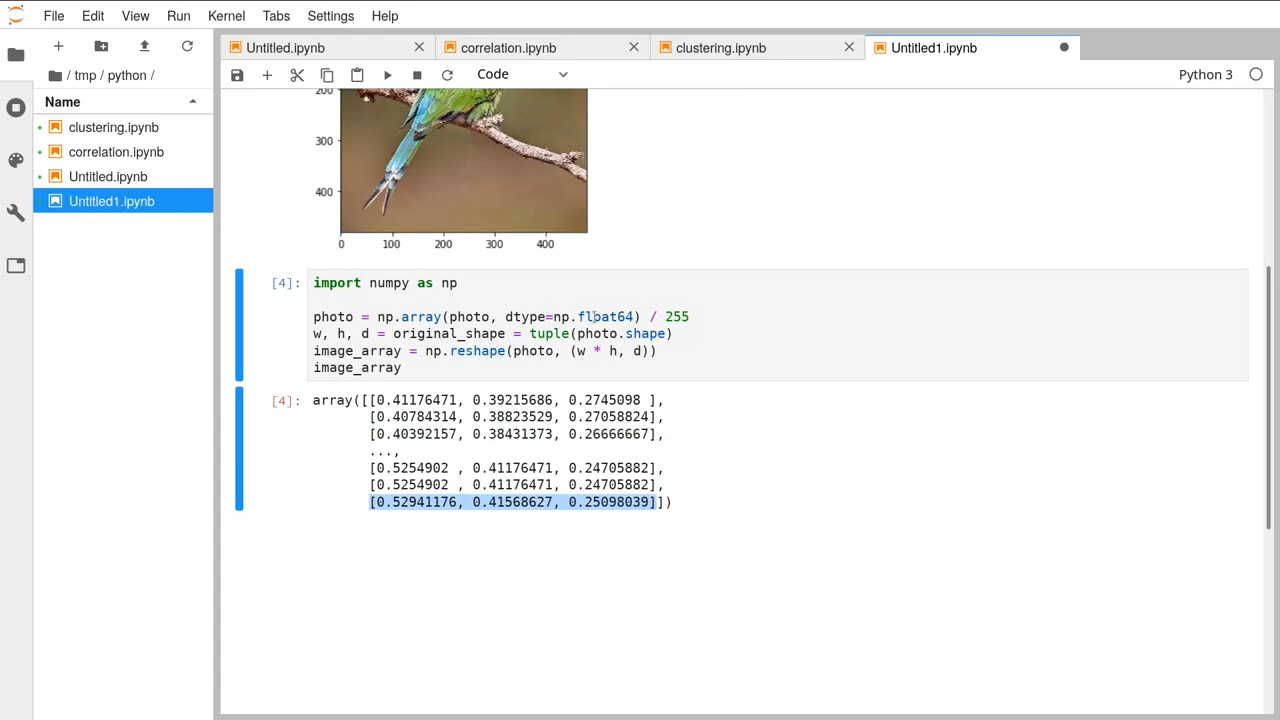 File Edit View Run Kernel Tabs Settings Help
Untitled.ipynb correlation.ipynb clustering.ipynb Untitled1.ipynb
Code Python 3
/ tmp / python /
Name
clustering.ipynb
correlation.ipynb
Untitled.ipynb
Untitled1.ipynb
200
300
400
0 100 200 300 400
[4]: import numpy as np
photo = np.array(photo, dtype=np.float64) / 255
w, h, d = original_shape = tuple(photo.shape)
image_array = np.reshape(photo, (w * h, d))
image_array
[4]: array([[0.41176471, 0.39215686, 0.2745098 ],
[0.40784314, 0.38823529, 0.27058824],
[0.40392157, 0.38431373, 0.26666667],
...,
[0.5254902 , 0.41176471, 0.24705882],
[0.5254902 , 0.41176471, 0.24705882],
[0.52941176, 0.41568627, 0.25098039]])